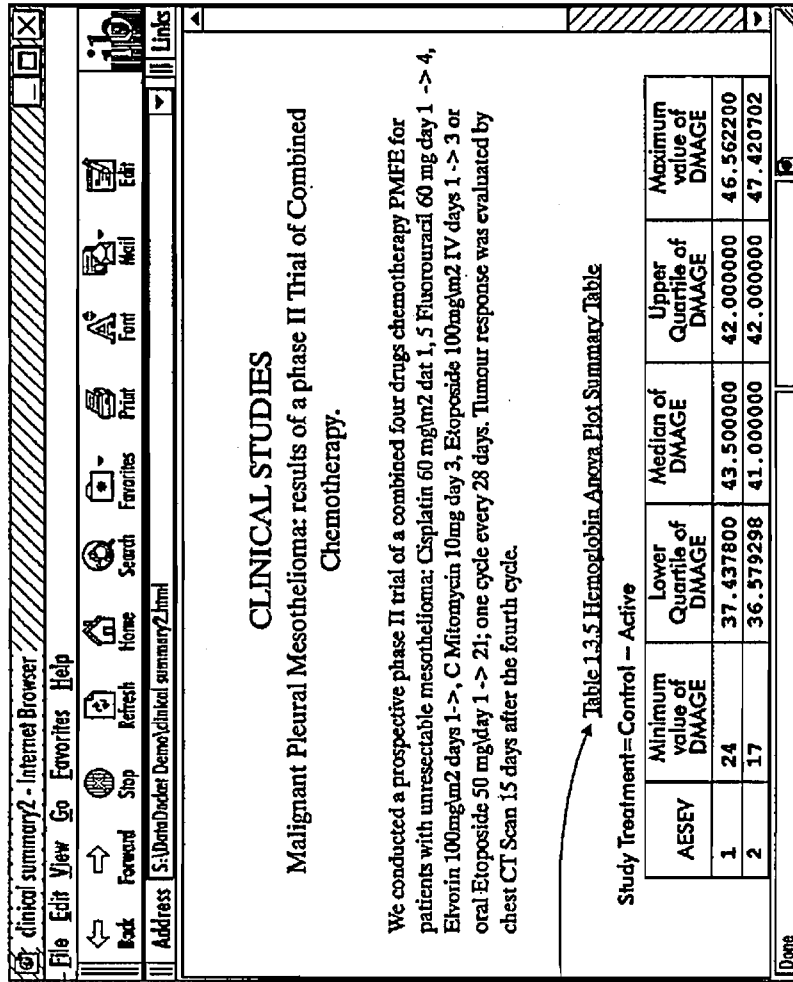 clinical summary2 - Internet Browser
File Edit View Go Favorites Help
Back Forward Stop Refresh Home Search Favorites Print Font Mail Edit
Address S:\DataDocket Demo\clinical summary2.html Links
CLINICAL STUDIES
Malignant Pleural Mesothelioma: results of a phase II Trial of Combined
Chemotherapy.
We conducted a prospective phase II trial of a combined four drugs chemotherapy PMFE for
patients with unresectable mesothelioma: Cisplatin 60 mg\m2 dat 1, 5 Fluorouracil 60 mg day 1 -> 4,
Elvorin 100mg\m2 days 1->, C Mitomycin 10mg day 3, Etoposide 100mg\m2 IV days 1 -> 3 or
oral Etoposide 50 mg\day 1 -> 21; one cycle every 28 days. Tumour response was evaluated by
chest CT Scan 15 days after the fourth cycle.
Table 1.3.5 Hemoglobin Anova Plot Summary Table
Study Treatment=Control – Active
AESEV Minimum value of DMAGE Lower Quartile of DMAGE Median of DMAGE Upper Quartile of DMAGE Maximum value of DMAGE
1 24 37.437800 43.500000 42.000000 46.562200
2 17 36.579298 41.000000 42.000000 47.420702
Done